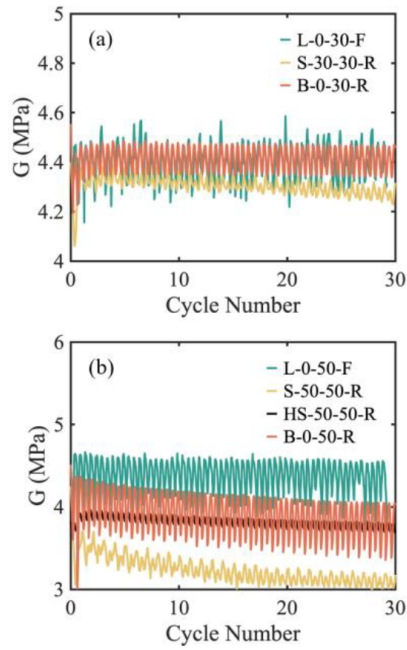 (a)
L-0-30-F
S-30-30-R
B-0-30-R
5
4.8
4.6
4.4
4.2
4
G (MPa)
0 10 20 30
Cycle Number
(b)
L-0-50-F
S-50-50-R
HS-50-50-R
B-0-50-R
6
5
4
3
G (MPa)
0 10 20 30
Cycle Number